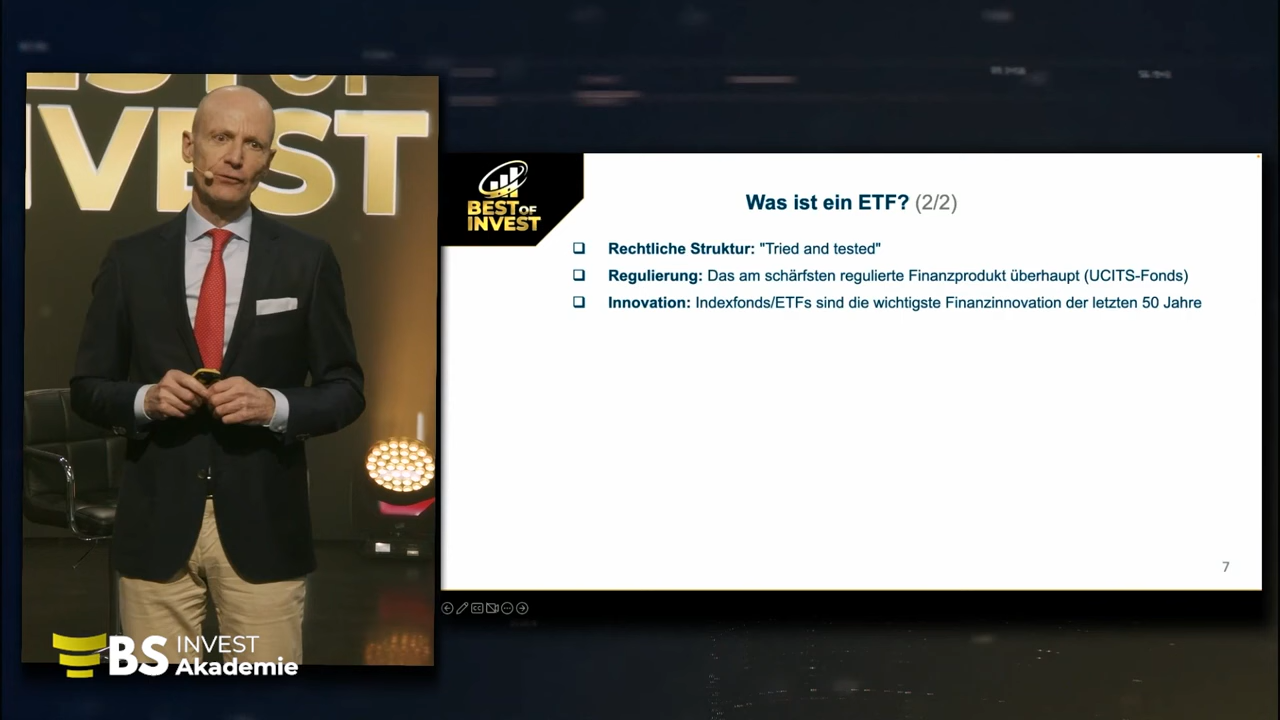 EST OF
NVEST
BS INVEST
Akademie
BEST OF
INVEST
Was ist ein ETF? (2/2)
❑ Rechtliche Struktur: "Tried and tested"
❑ Regulierung: Das am schärfsten regulierte Finanzprodukt überhaupt (UCITS-Fonds)
❑ Innovation: Indexfonds/ETFs sind die wichtigste Finanzinnovation der letzten 50 Jahre
7